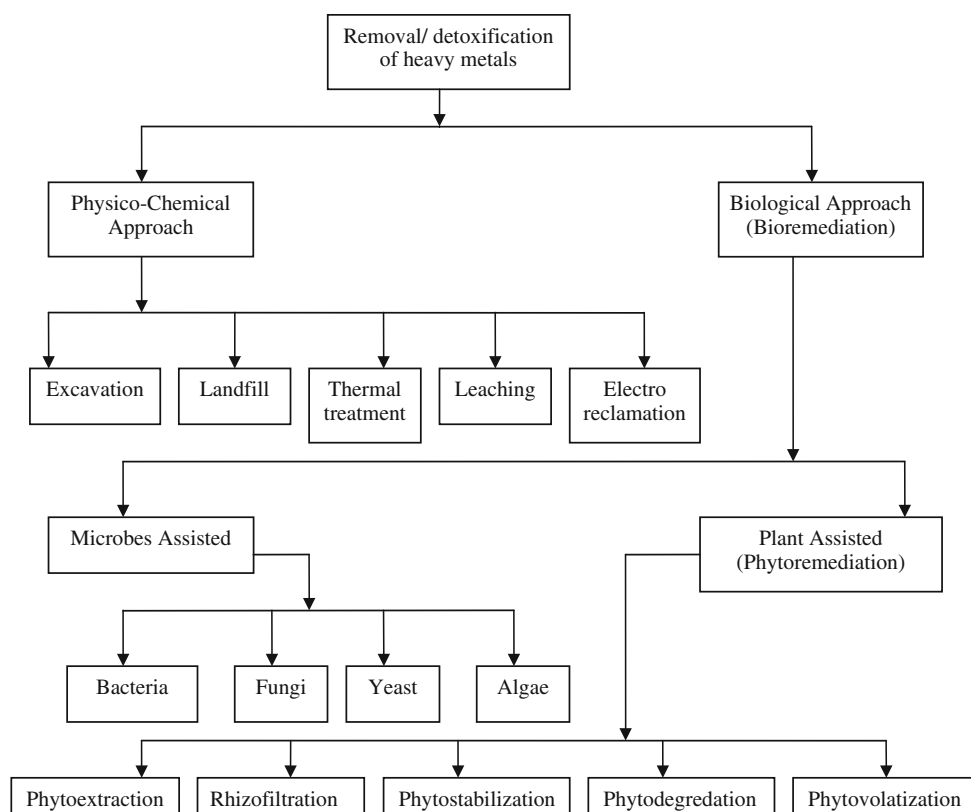 Removal/ detoxification
of heavy metals
Physico-Chemical
Approach
Biological Approach
(Bioremediation)
Excavation
Landfill
Thermal
treatment
Leaching
Electro
reclamation
Microbes Assisted
Plant Assisted
(Phytoremediation)
Bacteria
Fungi
Yeast
Algae
Phytoextraction
Rhizofiltration
Phytostabilization
Phytodegredation
Phytovolatization